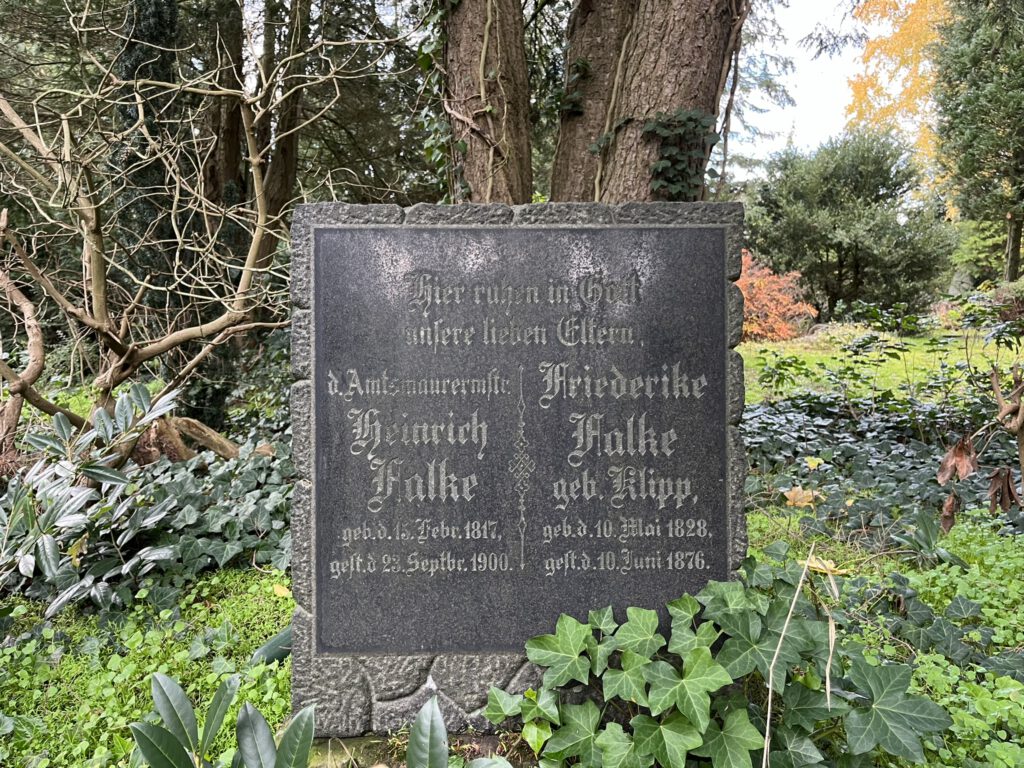 Hier ruhen in Gott
unsere lieben Eltern,
d. Amtsmaurermstr.
Heinrich
Falke
geb. d. 15. Febr. 1817,
gest. d. 23. Septbr. 1900.
Friederike
Falke
geb. Klipp,
geb. d. 10. Mai 1828,
gest. d. 10. Juni 1876.